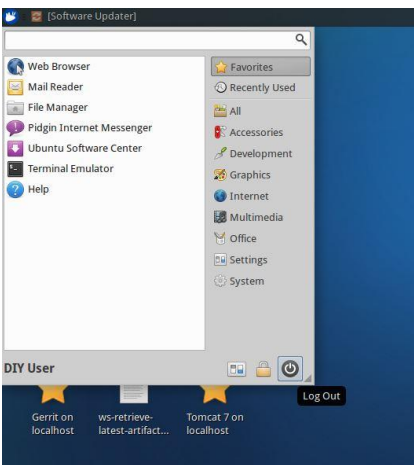 [Software Updater]
Web Browser
Mail Reader
File Manager
Pidgin Internet Messenger
Ubuntu Software Center
Terminal Emulator
Help
Favorites
Recently Used
All
Accessories
Development
Graphics
Internet
Multimedia
Office
Settings
System
DIY User
Log Out
Gerrit on
localhost
ws-retrieve-
latest-artifact...
Tomcat 7 on
localhost